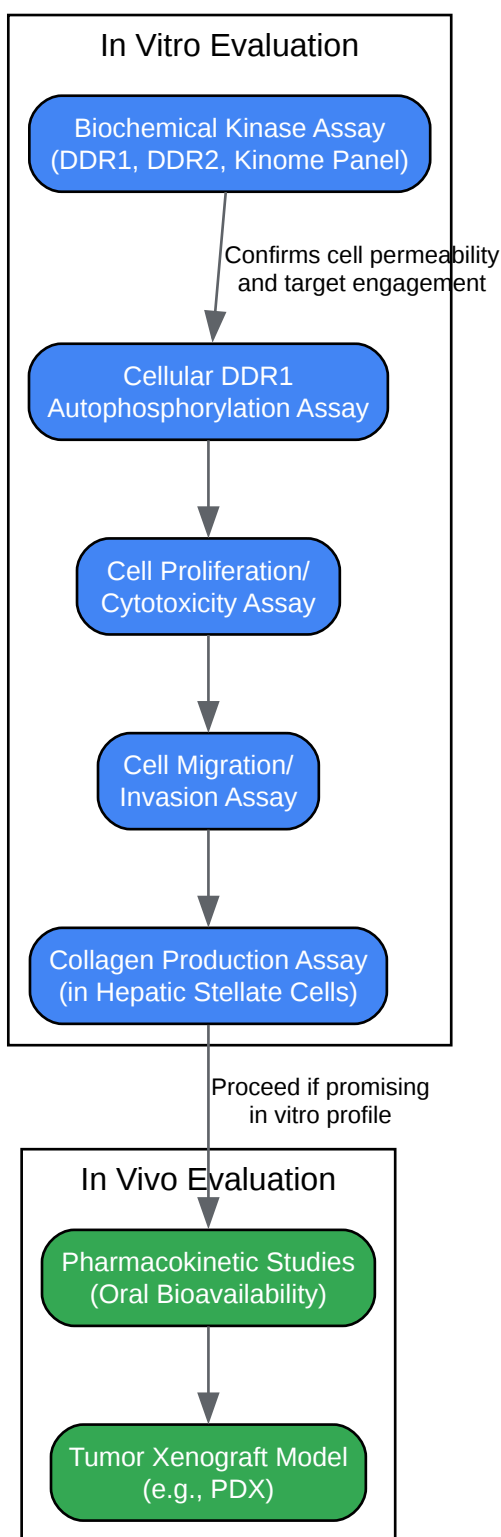 In Vitro Evaluation
Biochemical Kinase Assay
(DDR1, DDR2, Kinome Panel)
Confirms cell permeability
and target engagement
Cellular DDR1
Autophosphorylation Assay
Cell Proliferation/
Cytotoxicity Assay
Cell Migration/
Invasion Assay
Collagen Production Assay
(in Hepatic Stellate Cells)
Proceed if promising
in vitro profile
In Vivo Evaluation
Pharmacokinetic Studies
(Oral Bioavailability)
Tumor Xenograft Model
(e.g., PDX)